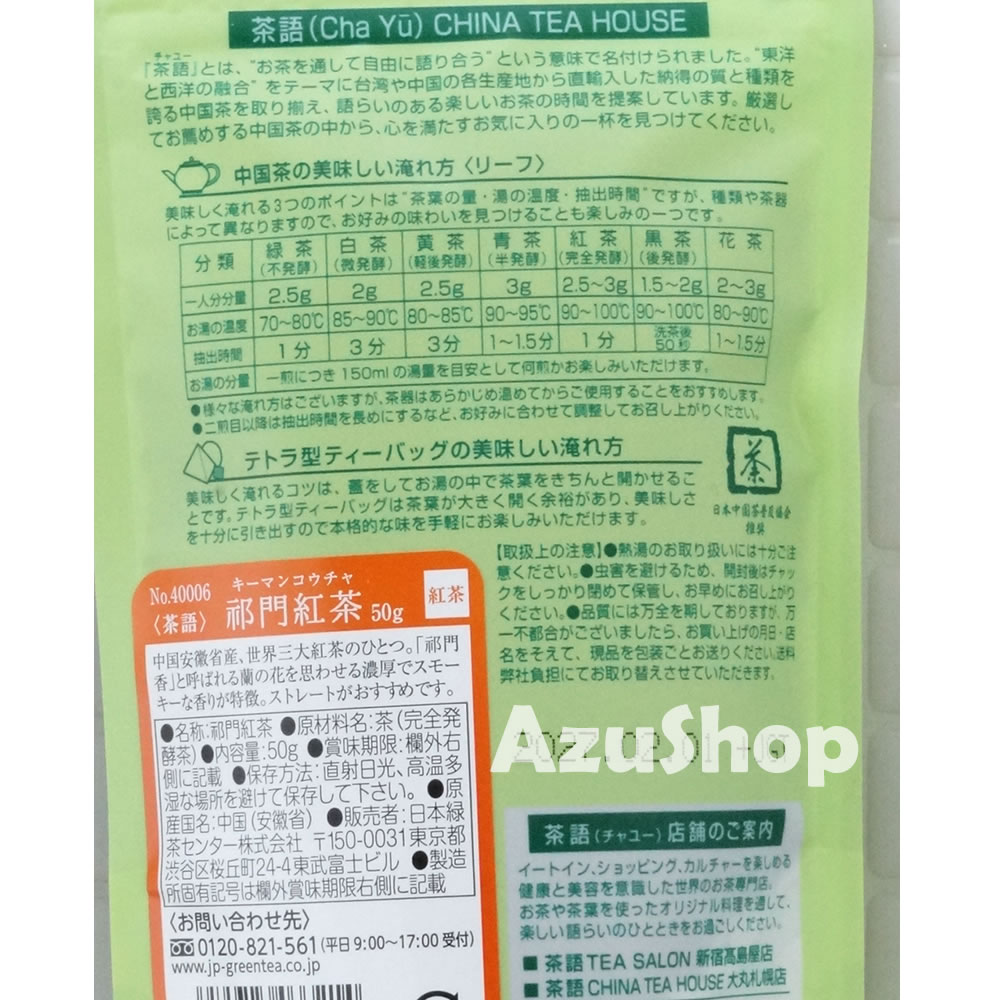 茶語(Cha Yū) CHINA TEA HOUSE
チャユー
「茶語」とは、“お茶を通して自由に語り合う”という意味で名付けられました。“東洋
と西洋の融合”をテーマに台湾や中国の各生産地から直輸入した納得の質と種類を
誇る中国茶を取り揃え、語らいのある楽しいお茶の時間を提案しています。厳選し
てお薦めする中国茶の中から、心を満たすお気に入りの一杯を見つけてください。
中国茶の美味しい淹れ方〈リーフ〉
美味しく淹れる3つのポイントは“茶葉の量・湯の温度・抽出時間”ですが、種類や茶器
によって異なりますので、お好みの味わいを見つけることも楽しみの一つです。
分類 緑茶(不発酵) 白茶(微発酵) 黄茶(軽後発酵) 青茶(半発酵) 紅茶(完全発酵) 黒茶(後発酵) 花茶
一人分分量 2.5g 2g 2.5g 3g 2.5~3g 1.5~2g 2~3g
お湯の温度 70~80℃ 85~90℃ 80~85℃ 90~95℃ 90~100℃ 90~100℃ 80~90℃
抽出時間 1分 3分 3分 1~1.5分 1分 洗茶後50秒 1~1.5分
お湯の分量 一煎につき150mlの湯量を目安として何煎かお楽しみいただけます。
●様々な淹れ方はございますが、茶器はあらかじめ温めてからご使用することをおすすめします。
●二煎目以降は抽出時間を長めにするなど、お好みに合わせて調整してお召し上がりください。
テトラ型ティーバッグの美味しい淹れ方
美味しく淹れるコツは、蓋をしてお湯の中で茶葉をきちんと開かせるこ
とです。テトラ型ティーバッグは茶葉が大きく開く余裕があり、美味しさ
を十分に引き出すので本格的な味を手軽にお楽しみいただけます。
茶
日本中国茶普及協会
推奨
【取扱上の注意】●熱湯のお取り扱いには十分ご注
意ください。●虫害を避けるため、開封後はチャッ
クをしっかり閉めて保管し、お早めにお召し上がり
ください。●品質には万全を期しておりますが、万
一不都合がございましたら、お買い上げの月日・店
名をそえて、現品を包装ごとお送りください。送料
弊社負担にてお取り替えさせていただきます。
No.40006
キーマンコウチャ
〈茶語〉 祁門紅茶 50g
紅茶
中国安徽省産、世界三大紅茶のひとつ。「祁門
香」と呼ばれる蘭の花を思わせる濃厚でスモー
キーな香りが特徴。ストレートがおすすめです。
●名称:祁門紅茶 ●原材料名:茶(完全発
酵茶) ●内容量:50g ●賞味期限:欄外右
側に記載 ●保存方法:直射日光、高温多
湿な場所を避けて保存して下さい。 ●原
産国名:中国(安徽省) ●販売者:日本緑
茶センター株式会社 〒150-0031東京都
渋谷区桜丘町24-4東武富士ビル ●製造
所固有記号は欄外賞味期限右側に記載
〈お問い合わせ先〉
0120-821-561(平日9:00~17:00受付)
www.jp-greentea.co.jp
AzuShop
2027.02.01 +JGT
茶語(チャユー)店舗のご案内
イートイン、ショッピング、カルチャーを楽しめる
健康と美容を意識した世界のお茶専門店。
お茶や茶葉を使ったオリジナル料理を通して、
楽しい語らいのひとときをお過ごしください。
■茶語 TEA SALON 新宿高島屋店
■茶語 CHINA TEA HOUSE 大丸札幌店